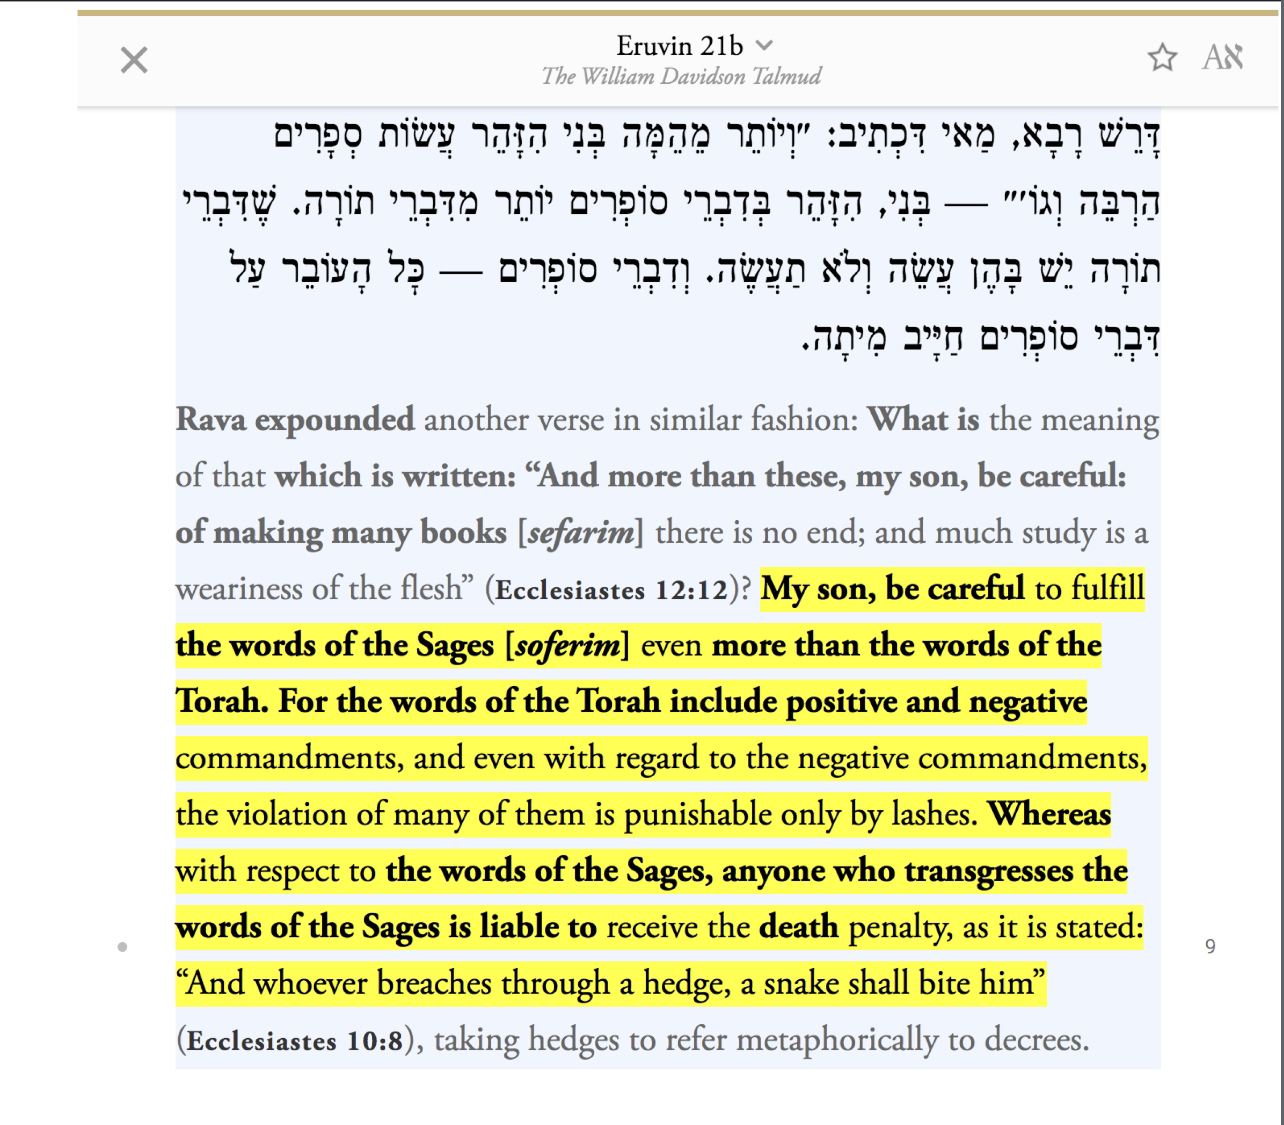 Eruvin 21b
The William Davidson Talmud
Aא
דָּרֵשׁ רָבָא, מַאי דִּכְתִיב: ״וְיוֹתֵר מֵהֵמָּה בְּנִי הִזָּהֵר עֲשׂוֹת סְפָרִים
הַרְבֵּה וְגוֹ׳״ — בְּנִי, הִזָּהֵר בְּדִבְרֵי סוֹפְרִים יוֹתֵר מִדִּבְרֵי תוֹרָה. שֶׁדִּבְרֵי
תוֹרָה יֵשׁ בָּהֶן עֲשֵׂה וְלֹא תַעֲשֶׂה. וְדִבְרֵי סוֹפְרִים — כׇּל הָעוֹבֵר עַל
דִּבְרֵי סוֹפְרִים חַיָּיב מִיתָה.
Rava expounded another verse in similar fashion: What is the meaning
of that which is written: “And more than these, my son, be careful:
of making many books [sefarim] there is no end; and much study is a
weariness of the flesh” (Ecclesiastes 12:12)? My son, be careful to fulfill
the words of the Sages [soferim] even more than the words of the
Torah. For the words of the Torah include positive and negative
commandments, and even with regard to the negative commandments,
the violation of many of them is punishable only by lashes. Whereas
with respect to the words of the Sages, anyone who transgresses the
words of the Sages is liable to receive the death penalty, as it is stated:
9
“And whoever breaches through a hedge, a snake shall bite him”
(Ecclesiastes 10:8), taking hedges to refer metaphorically to decrees.